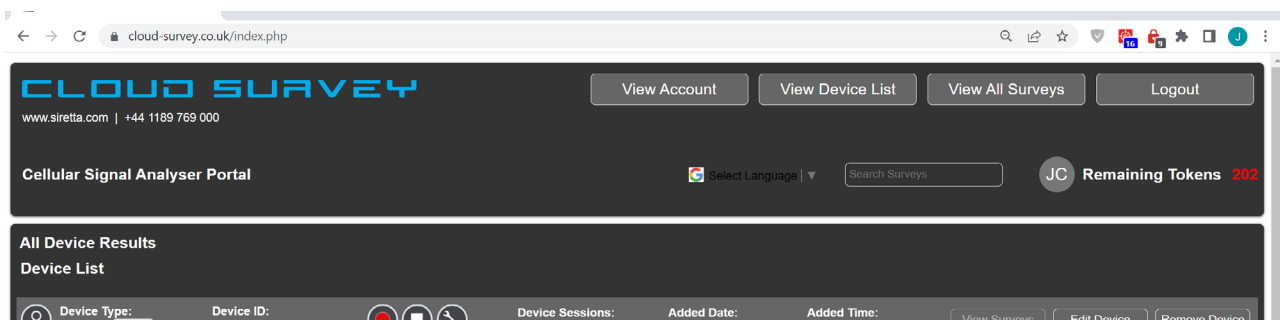 cloud-survey.co.uk/index.php
16
9
J
CLOUD SURVEY
View Account
View Device List
View All Surveys
Logout
www.siretta.com | +44 1189 769 000
Cellular Signal Analyser Portal
G Select Language ▼
Search Surveys
JC
Remaining Tokens 202
All Device Results
Device List
Device Type:
Device ID:
Device Sessions:
Added Date:
Added Time:
View Surveys
Edit Device
Remove Device